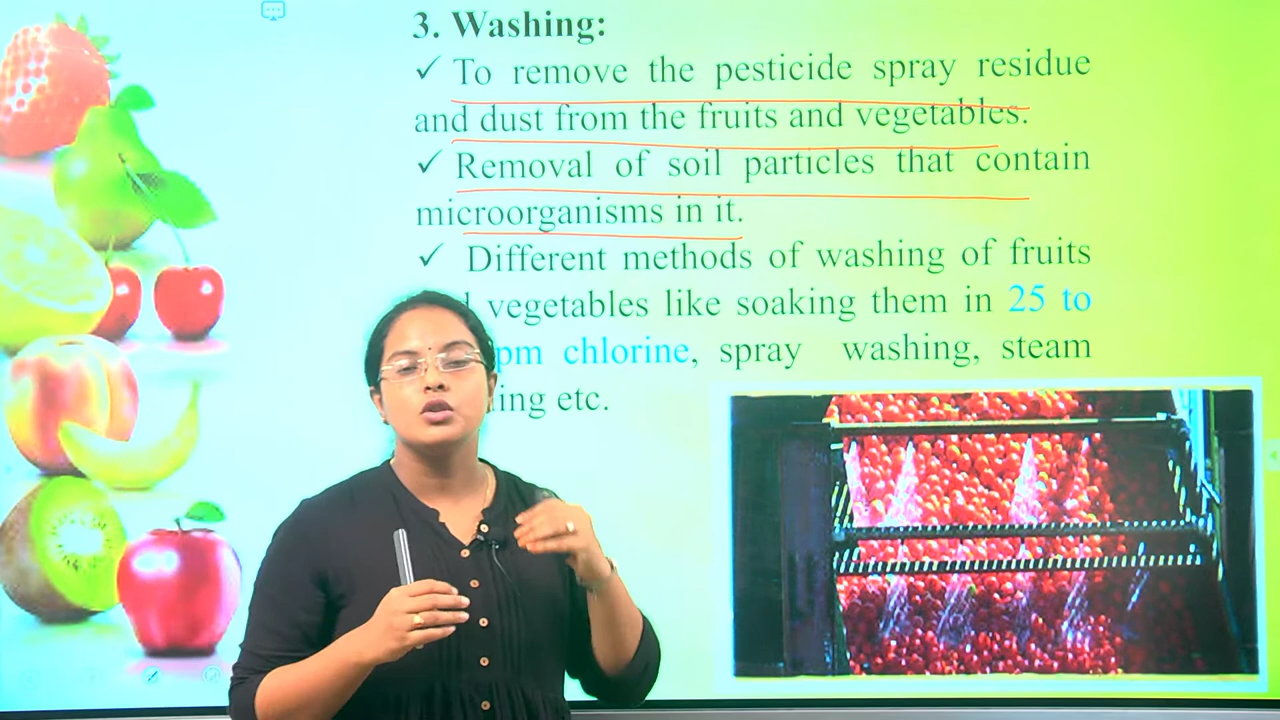 3. Washing:
✓ To remove the pesticide spray residue
and dust from the fruits and vegetables.
✓ Removal of soil particles that contain
microorganisms in it.
✓ Different methods of washing of fruits
vegetables like soaking them in 25 to
chlorine, spray washing, steam
etc.